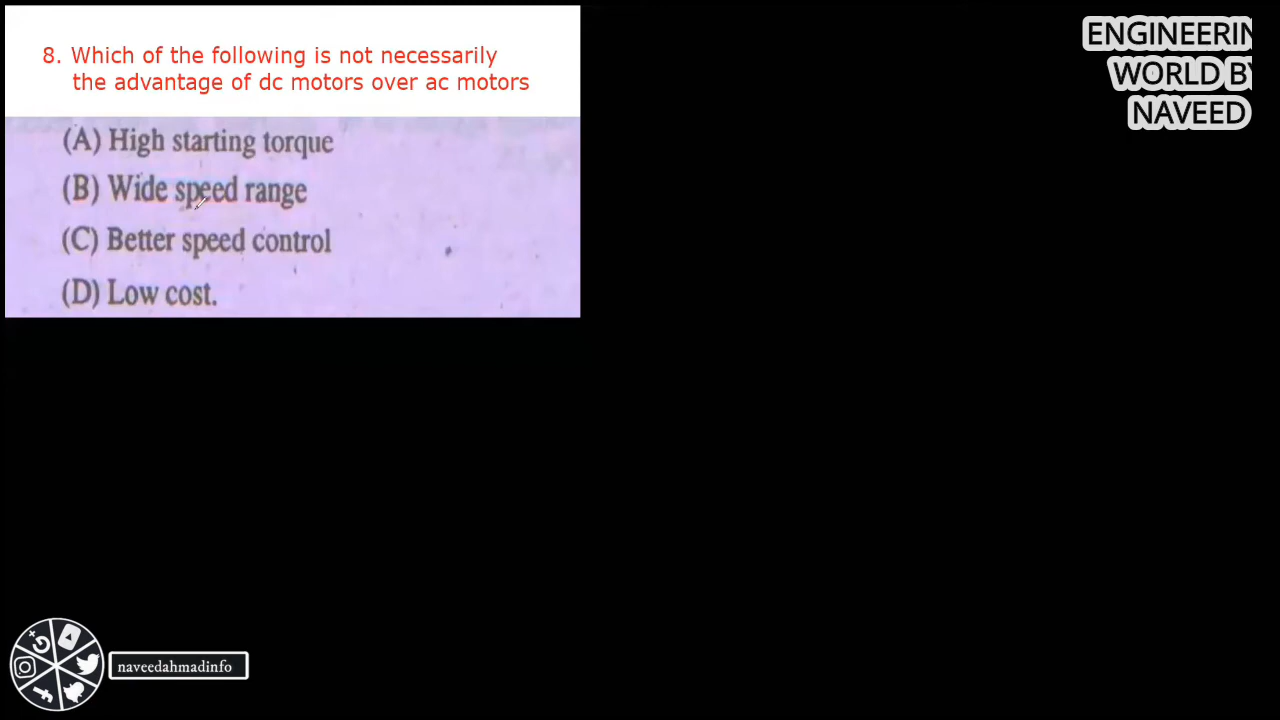 8. Which of the following is not necessarily
the advantage of dc motors over ac motors
(A) High starting torque
(B) Wide speed range
(C) Better speed control
(D) Low cost.
ENGINEERIN
WORLD BY
NAVEED
naveedahmadinfo